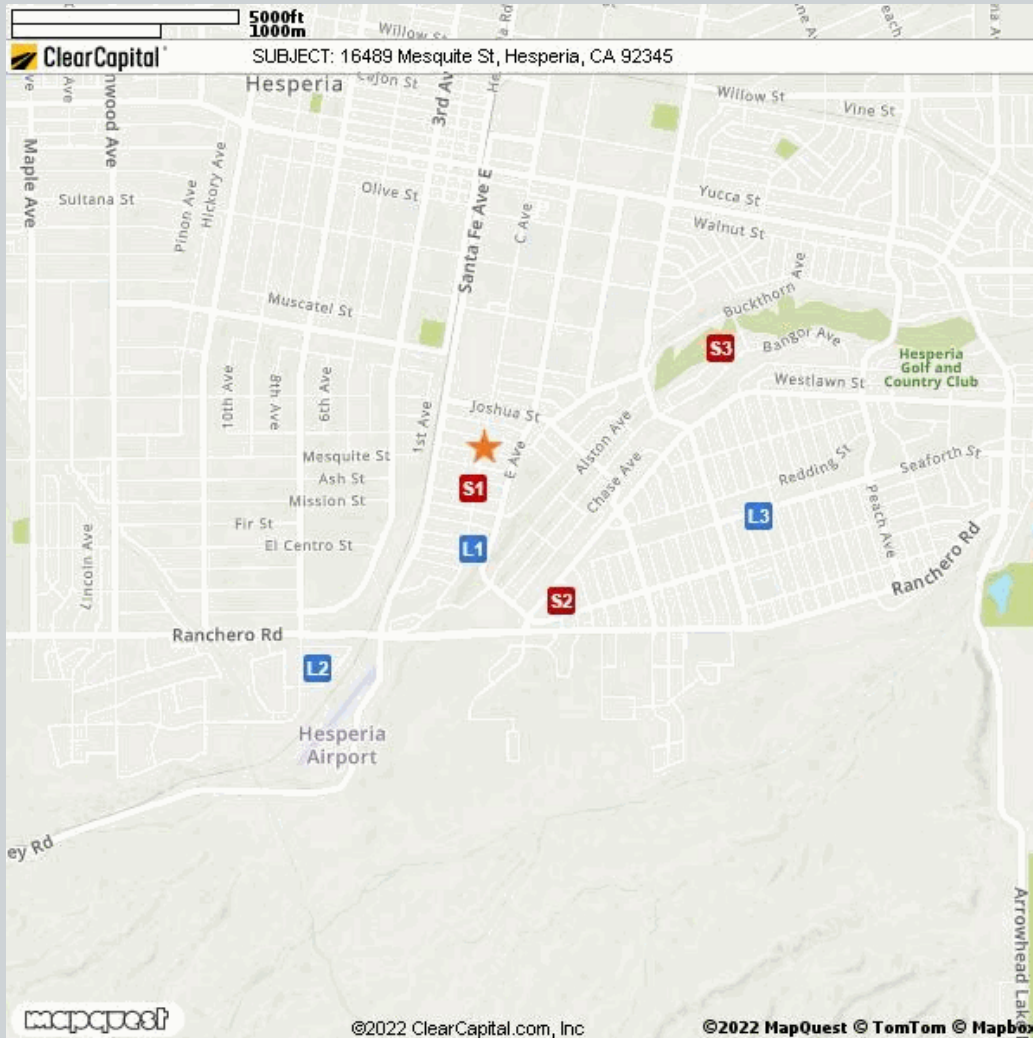 5000ft
1000m
Willow St
ClearCapital
SUBJECT: 16489 Mesquite St, Hesperia, CA 92345
Hesperia
Cajon St
3rd Av
Willow St
Vine St
nwood Ave
Maple Ave
Hickory Ave
Pinon Ave
Sultana St
Olive St
Santa Fe Ave E
C Ave
Yucca St
Walnut St
Muscatel St
Buckthorn Ave
Bangor Ave
S3
Hesperia
Golf and
Country Club
Westlawn St
10th Ave
8th Ave
6th Ave
1st Ave
Joshua St
E Ave
Alston Ave
Chase Ave
Mesquite St
Ash St
Mission St
S1
Redding St
Seaforth St
Peach Ave
L3
Fir St
El Centro St
L1
Lincoln Ave
S2
Ranchero Rd
Ranchero Rd
L2
Hesperia
Airport
ey Rd
Arrowhead Lake
mapquest
©2022 ClearCapital.com, Inc
©2022 MapQuest © TomTom © Mapbox